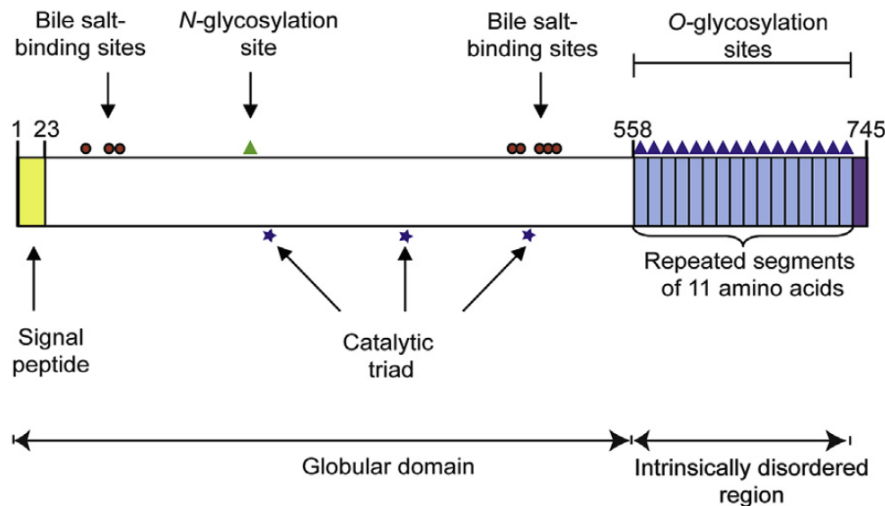 Bile salt-
binding sites
N-glycosylation
site
Bile salt-
binding sites
O-glycosylation
sites
1 23
558
745
Repeated segments
of 11 amino acids
Signal
peptide
Catalytic
triad
Globular domain
Intrinsically disordered
region